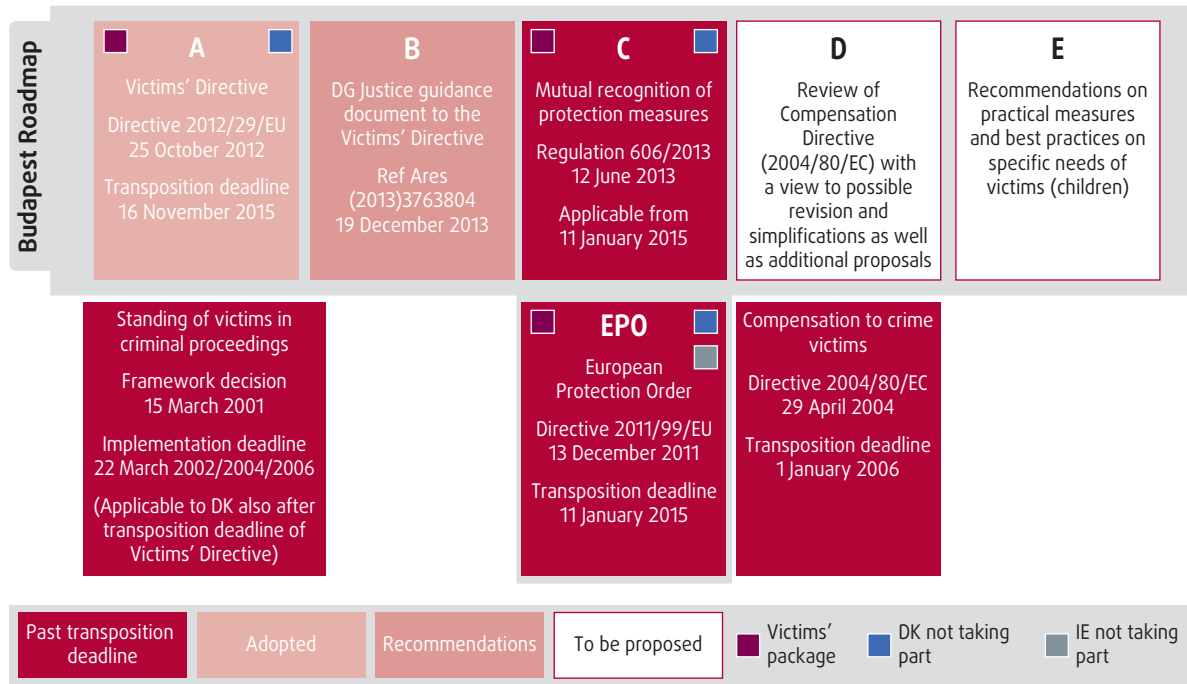 Budapest Roadmap
A
Victims’ Directive
Directive 2012/29/EU
25 October 2012
Transposition deadline
16 November 2015
B
DG Justice guidance
document to the
Victims’ Directive
Ref Ares
(2013)3763804
19 December 2013
C
Mutual recognition of
protection measures
Regulation 606/2013
12 June 2013
Applicable from
11 January 2015
D
Review of
Compensation
Directive
(2004/80/EC) with
a view to possible
revision and
simplifications as well
as additional proposals
E
Recommendations on
practical measures
and best practices on
specific needs of
victims (children)
Standing of victims in
criminal proceedings
Framework decision
15 March 2001
Implementation deadline
22 March 2002/2004/2006
(Applicable to DK also after
transposition deadline of
Victims’ Directive)
EPO
European
Protection Order
Directive 2011/99/EU
13 December 2011
Transposition deadline
11 January 2015
Compensation to crime
victims
Directive 2004/80/EC
29 April 2004
Transposition deadline
1 January 2006
Past transposition
deadline
Adopted
Recommendations
To be proposed
Victims’
package
DK not taking
part
IE not taking
part